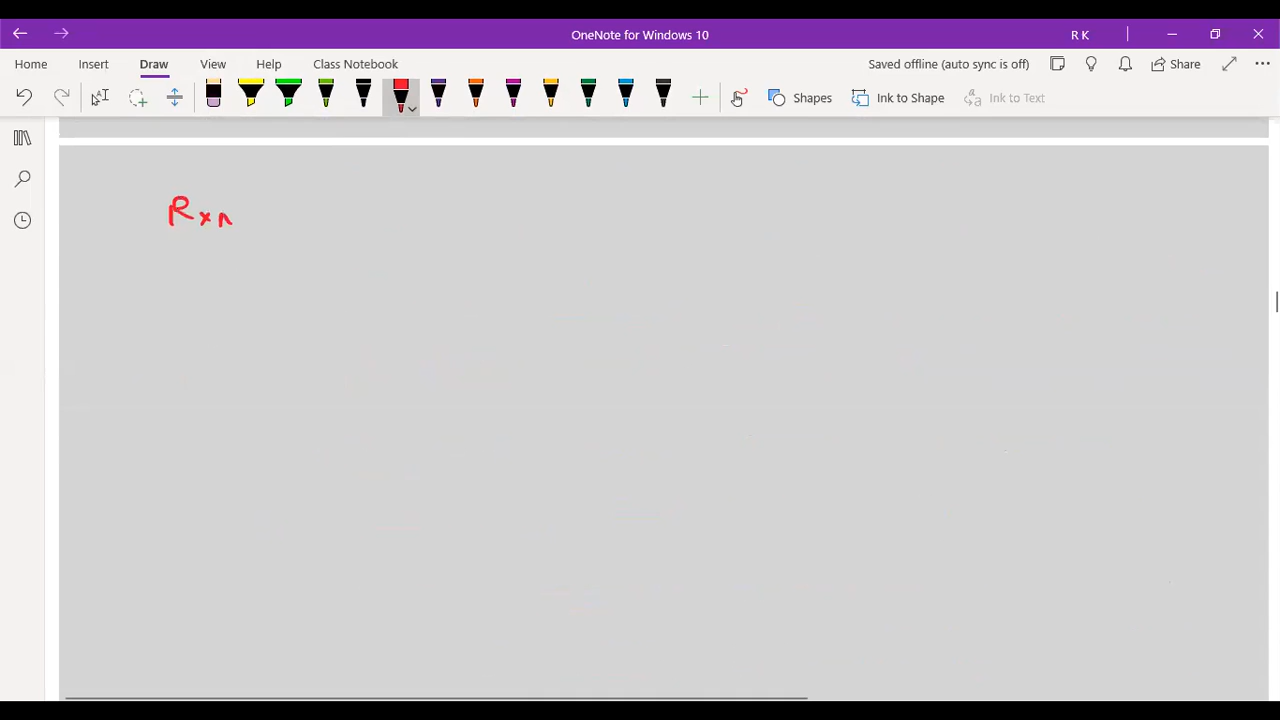 OneNote for Windows 10
R K
Home Insert Draw View Help Class Notebook
Saved offline (auto sync is off)
Share
Shapes
Ink to Shape
Ink to Text
Rxn